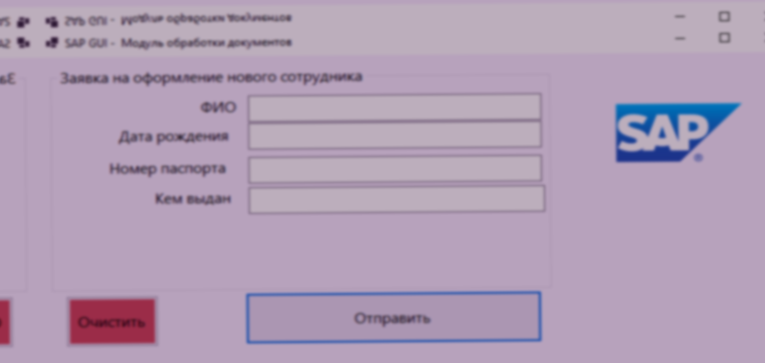 SAP GUI - Модуль обработки документов
Заявка на оформление нового сотрудника
ФИО
Дата рождения
Номер паспорта
Кем выдан
SAP®
Очистить
Отправить